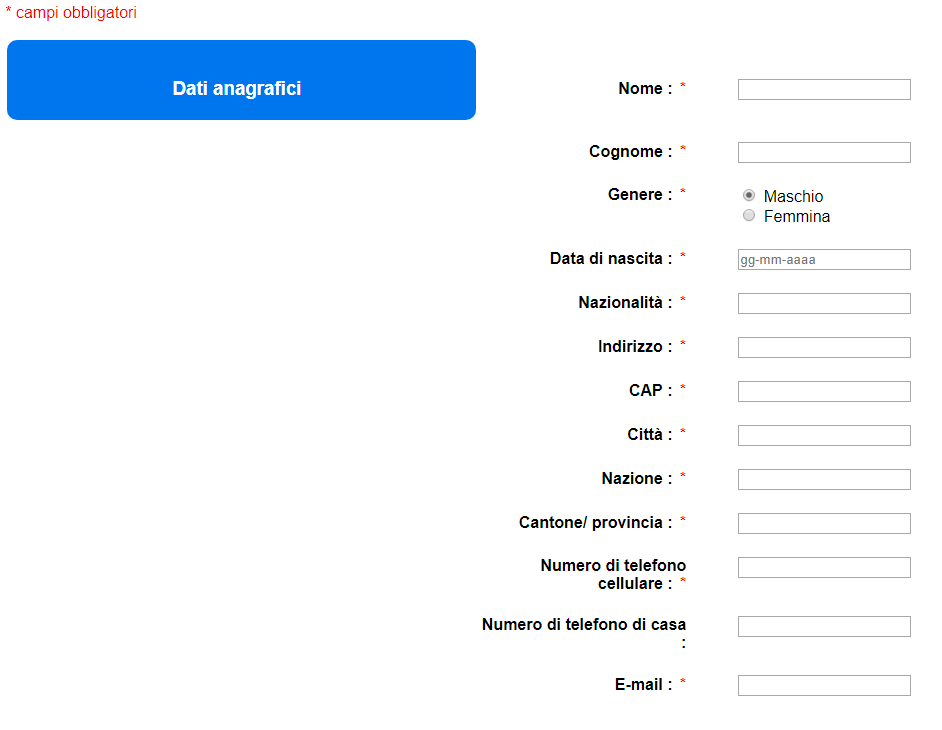 * campi obbligatori
Dati anagrafici
Nome : *
Cognome : *
Genere : *
Maschio
Femmina
Data di nascita : *
gg-mm-aaaa
Nazionalità : *
Indirizzo : *
CAP : *
Città : *
Nazione : *
Cantone/ provincia : *
Numero di telefono
cellulare : *
Numero di telefono di casa
:
E-mail : *